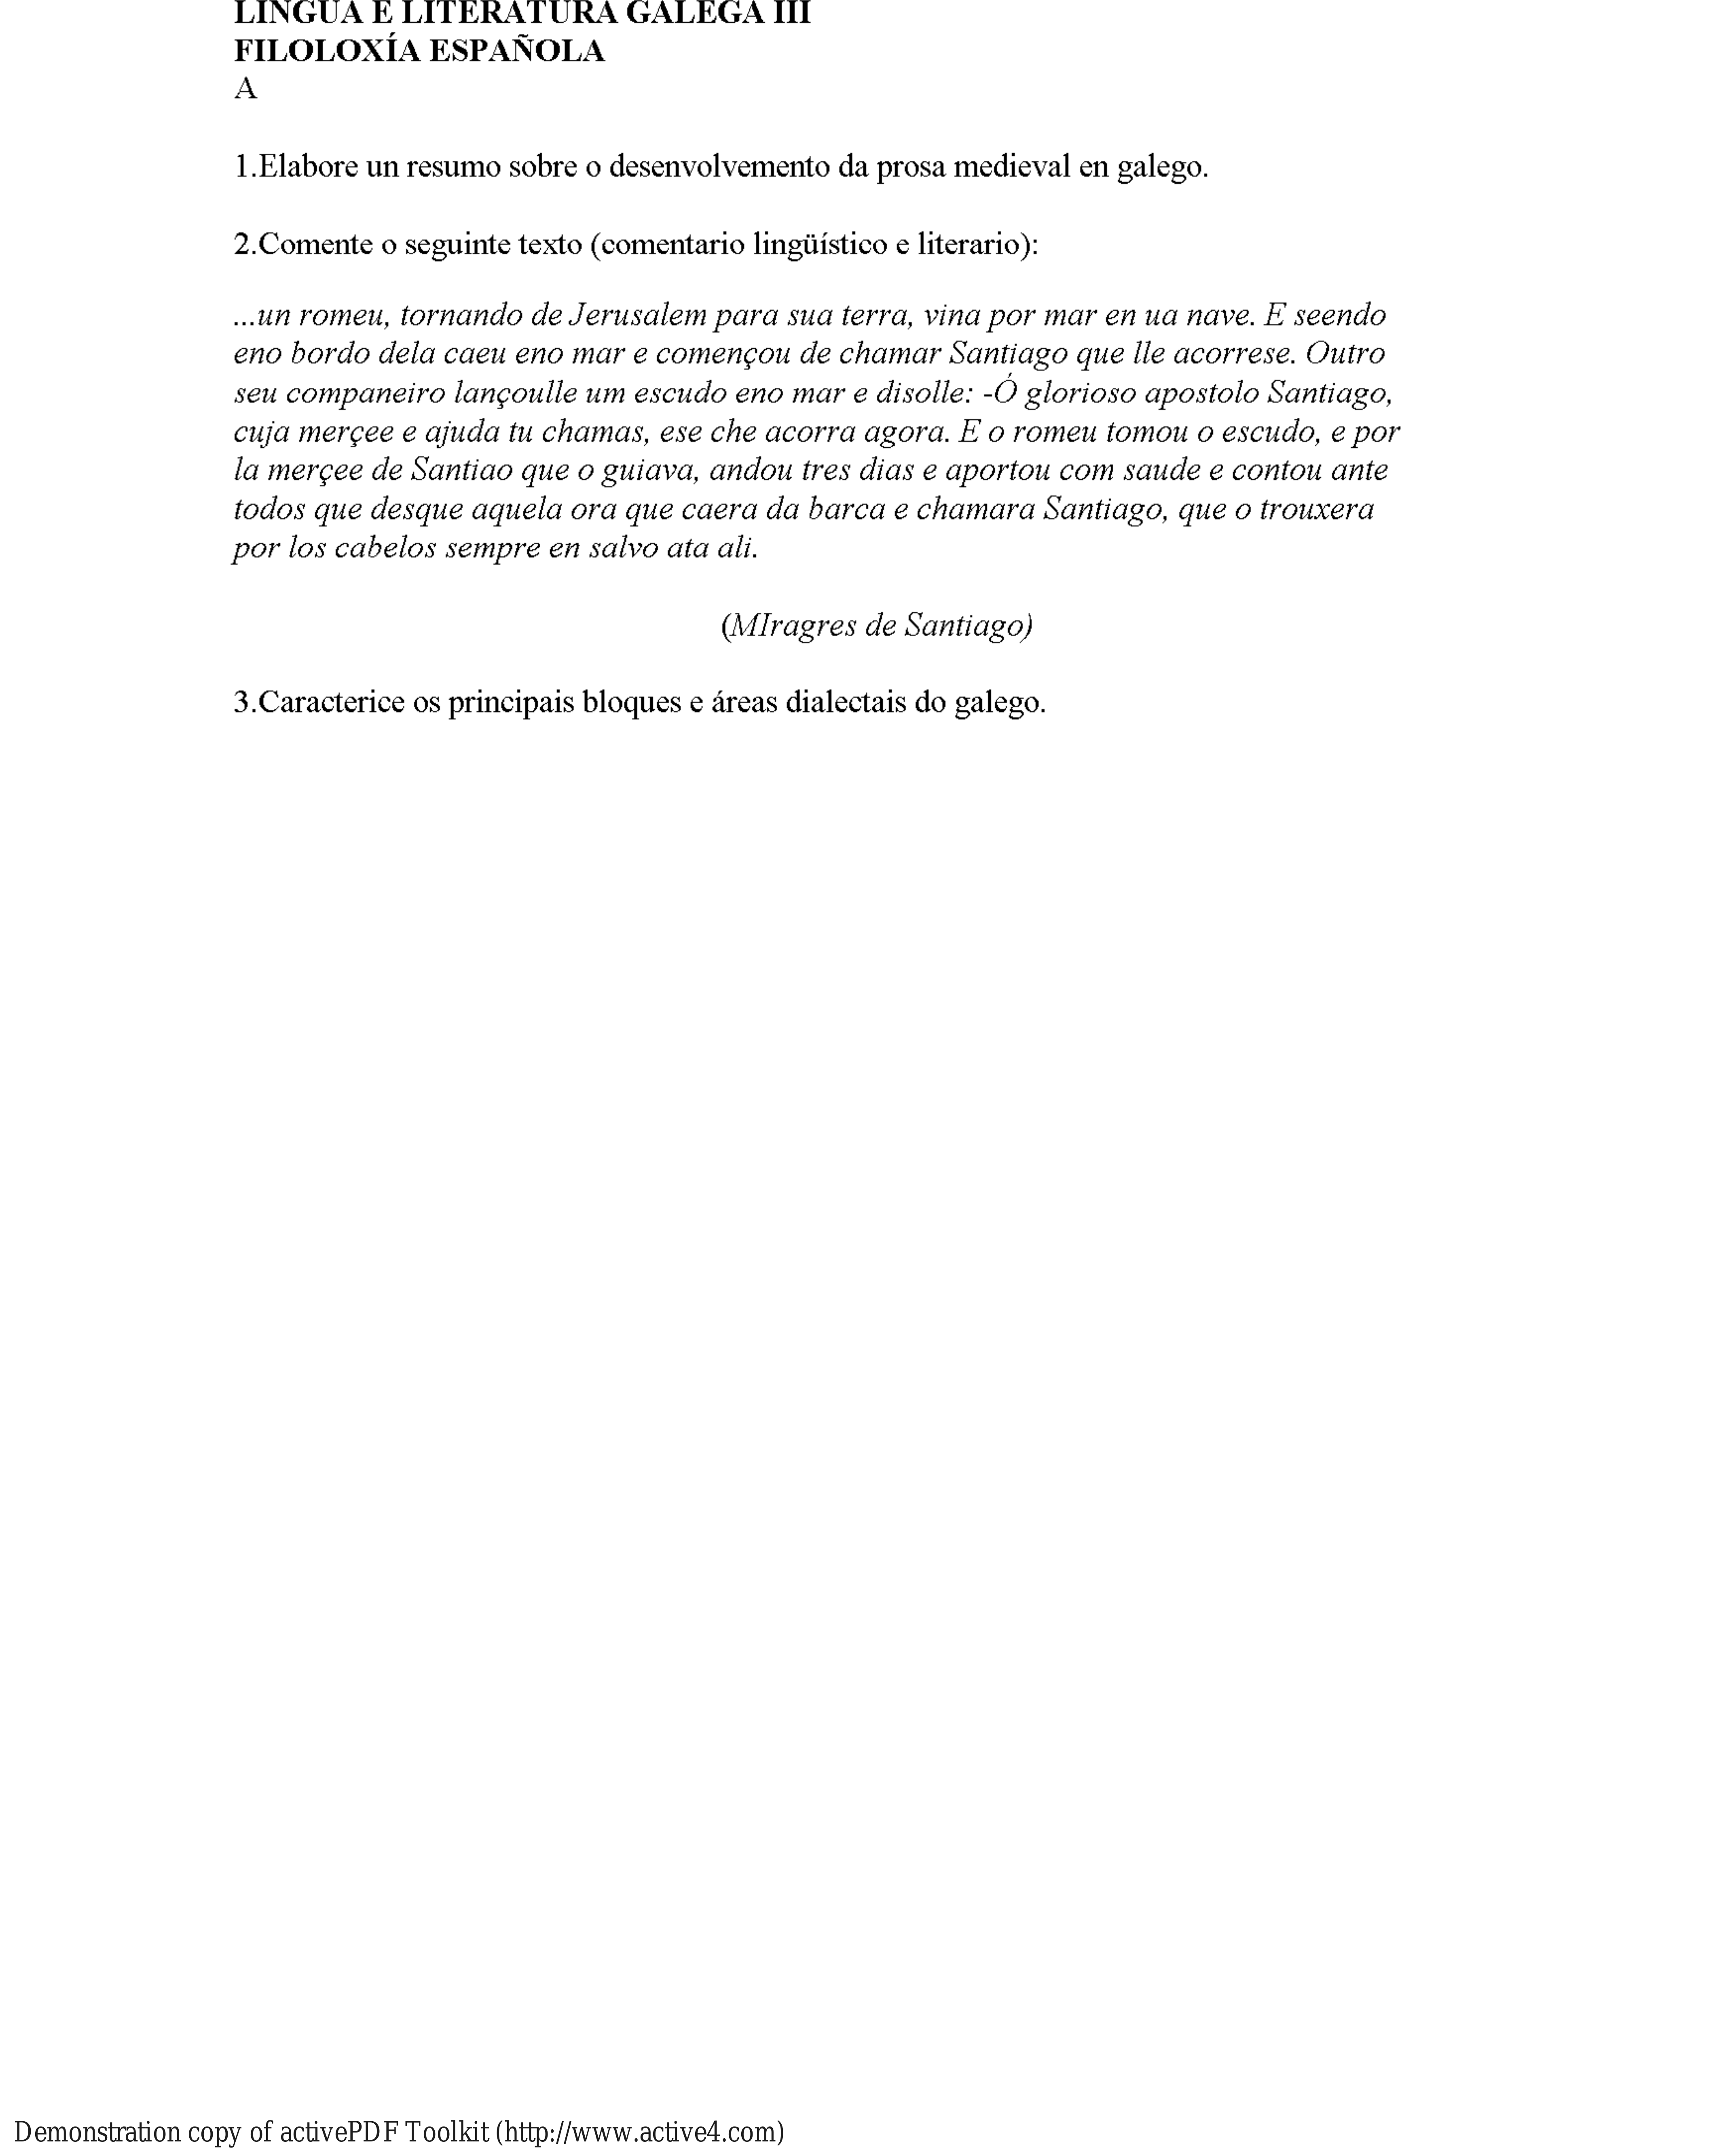 LINGUA E LITERATURA GALEGA III
FILOLOXÍA ESPAÑOLA
A
1.Elabore un resumo sobre o desenvolvemento da prosa medieval en galego.
2.Comente o seguinte texto (comentario lingüístico e literario):
...un romeu, tornando de Jerusalem para sua terra, vina por mar en ua nave. E seendo
eno bordo dela caeu eno mar e començou de chamar Santiago que lle acorrese. Outro
seu companeiro lançoulle um escudo eno mar e disolle: -Ó glorioso apostolo Santiago,
cuja merçee e ajuda tu chamas, ese che acorra agora. E o romeu tomou o escudo, e por
la merçee de Santiao que o guiava, andou tres dias e aportou com saude e contou ante
todos que desque aquela ora que caera da barca e chamara Santiago, que o trouxera
por los cabelos sempre en salvo ata ali.
(MIragres de Santiago)
3.Caracterice os principais bloques e áreas dialectais do galego.
Demonstration copy of activePDF Toolkit (http://www.active4.com)